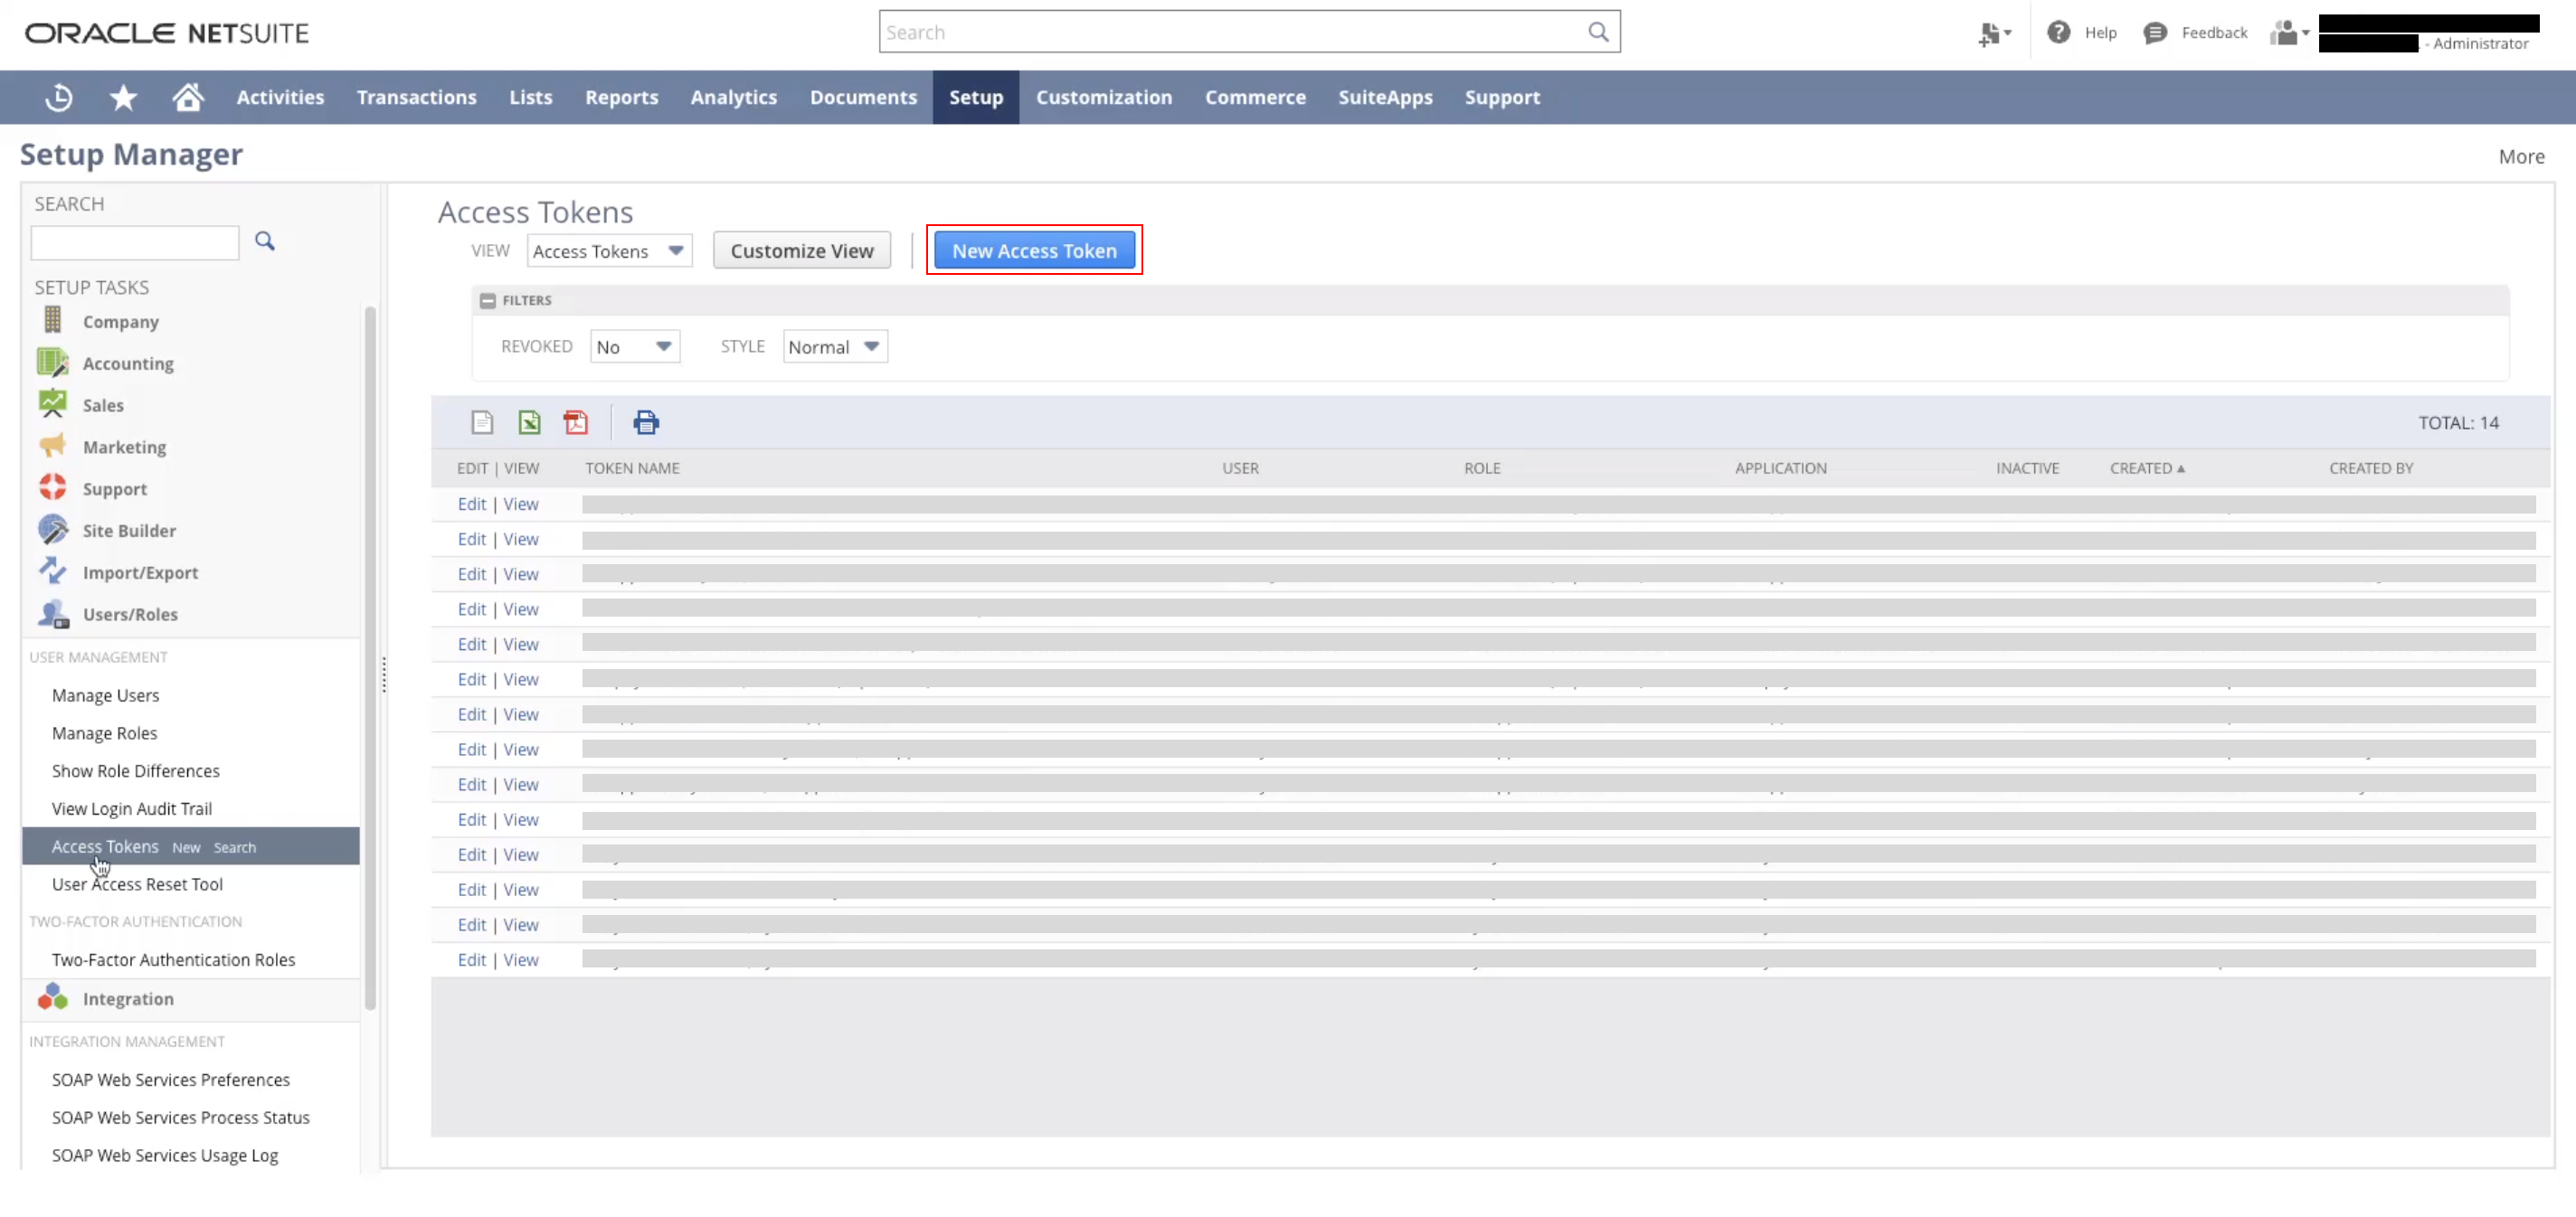 ORACLE NETSUITE
Search
Help
Feedback
- Administrator
Activities Transactions Lists Reports Analytics Documents Setup Customization Commerce SuiteApps Support
Setup Manager
More
SEARCH
SETUP TASKS
Company
Accounting
Sales
Marketing
Support
Site Builder
Import/Export
Users/Roles
USER MANAGEMENT
Manage Users
Manage Roles
Show Role Differences
View Login Audit Trail
Access Tokens New Search
User Access Reset Tool
TWO-FACTOR AUTHENTICATION
Two-Factor Authentication Roles
Integration
INTEGRATION MANAGEMENT
SOAP Web Services Preferences
SOAP Web Services Process Status
SOAP Web Services Usage Log
Access Tokens
VIEW Access Tokens Customize View New Access Token
FILTERS
REVOKED No STYLE Normal
TOTAL: 14
EDIT | VIEW TOKEN NAME USER ROLE APPLICATION INACTIVE CREATED ▲ CREATED BY
Edit | View
Edit | View
Edit | View
Edit | View
Edit | View
Edit | View
Edit | View
Edit | View
Edit | View
Edit | View
Edit | View
Edit | View
Edit | View
Edit | View